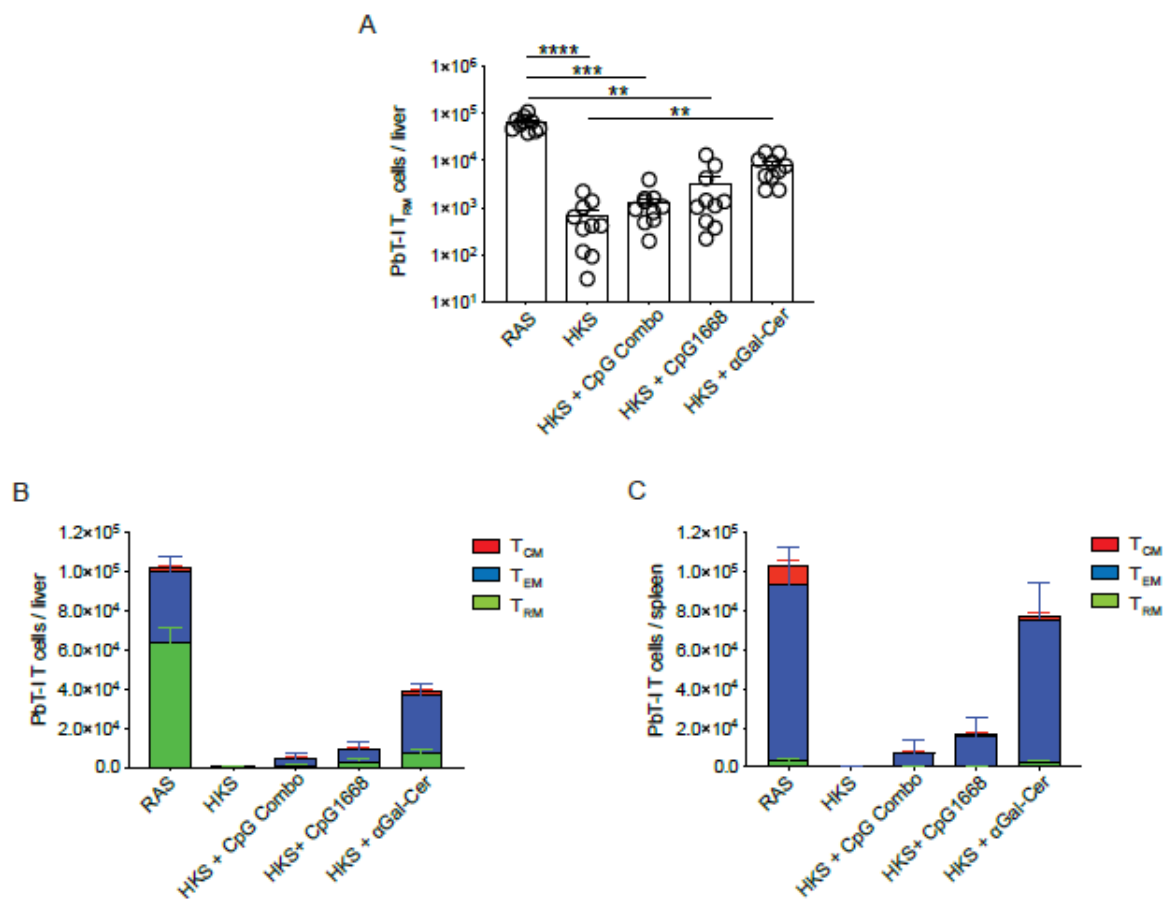 A
****
***
**
**
1×10⁶
1×10⁵
1×10⁴
1×10³
1×10²
1×10¹
PbT-I T_RM cells / liver
RAS
HKS
HKS + CpG Combo
HKS + CpG1668
HKS + αGal-Cer
B
1.2×10⁵
1.0×10⁵
8.0×10⁴
6.0×10⁴
4.0×10⁴
2.0×10⁴
0.0
PbT-I T cells / liver
T_CM
T_EM
T_RM
RAS
HKS
HKS + CpG Combo
HKS+ CpG1668
HKS + αGal-Cer
C
1.2×10⁵
1.0×10⁵
8.0×10⁴
6.0×10⁴
4.0×10⁴
2.0×10⁴
0.0
PbT-I T cells / spleen
T_CM
T_EM
T_RM
RAS
HKS
HKS + CpG Combo
HKS+ CpG1668
HKS + αGal-Cer